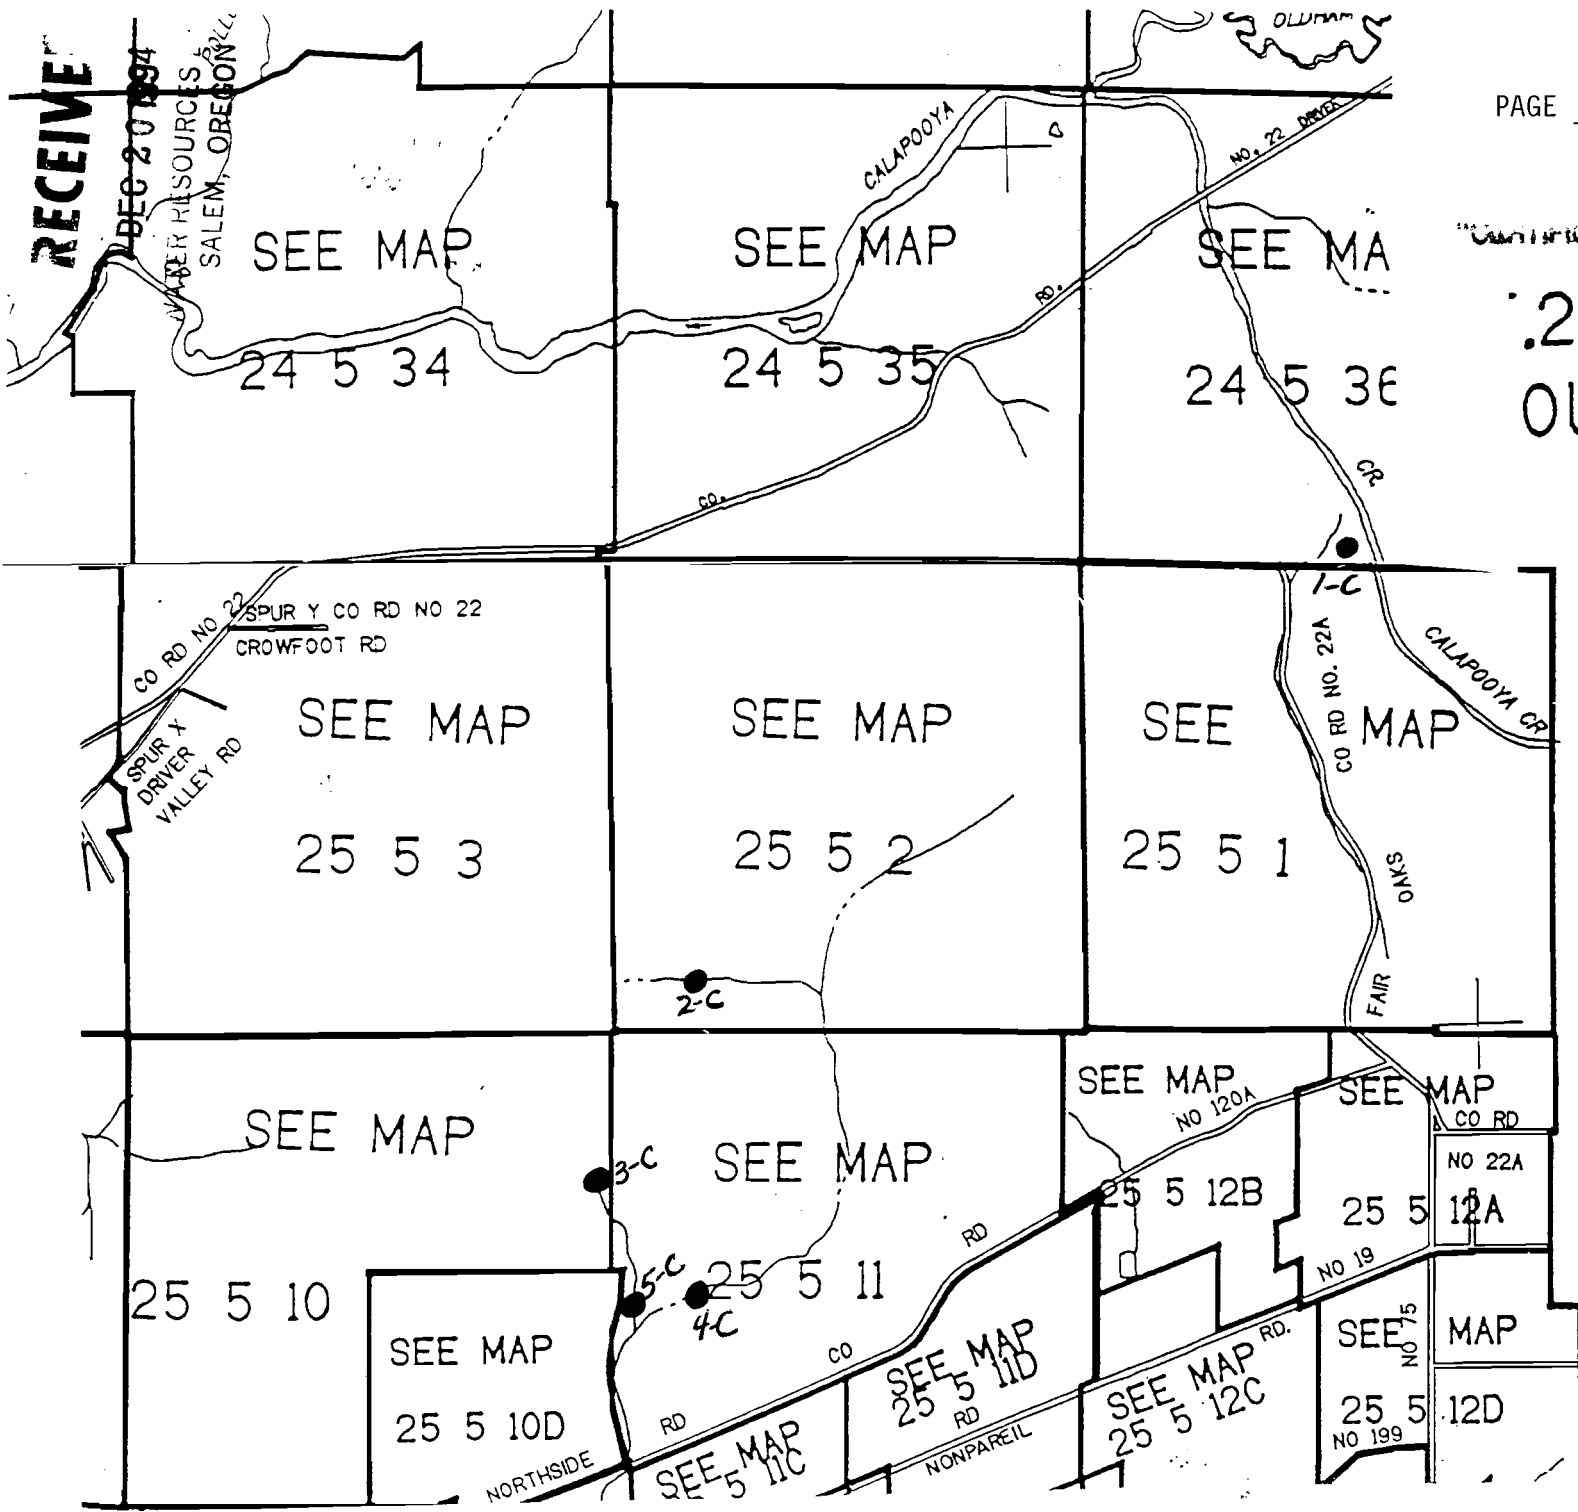 RECEIVE
DEC 20 1994
WATER RESOURCES
SALEM, OREGON
OLDHAM
PAGE
CALAPOOYA
NO. 22 DRIVER
SEE MAP
SEE MAP
SEE MA
RD.
.2
24 5 34
24 5 35
24 5 36
OU
CR
CO.
1-C
CO RD NO 22
SPUR Y CO RD NO 22
CROWFOOT RD
CO RD NO. 22A
CALAPOOYA CR
SEE MAP
SEE MAP
SEE MAP
SPUR X
DRIVER
VALLEY RD
25 5 3
25 5 2
25 5 1
OAKS
FAIR
2-C
SEE MAP
SEE MAP
SEE MAP
SEE MAP
NO 120A
CO RD
NO 22A
3-C
25 5 12B
25 5 12A
RD
NO 19
5-C
25 5 10
25 5 11
4-C
SEE MAP
25 5 10D
CO
SEE MAP
25 5 11D
RD.
SEE MAP
25 5 12C
NO 75
SEE MAP
25 5 12D
NO 199
RD
RD
NORTHSIDE
NONPAREIL
SEE MAP
5 11C